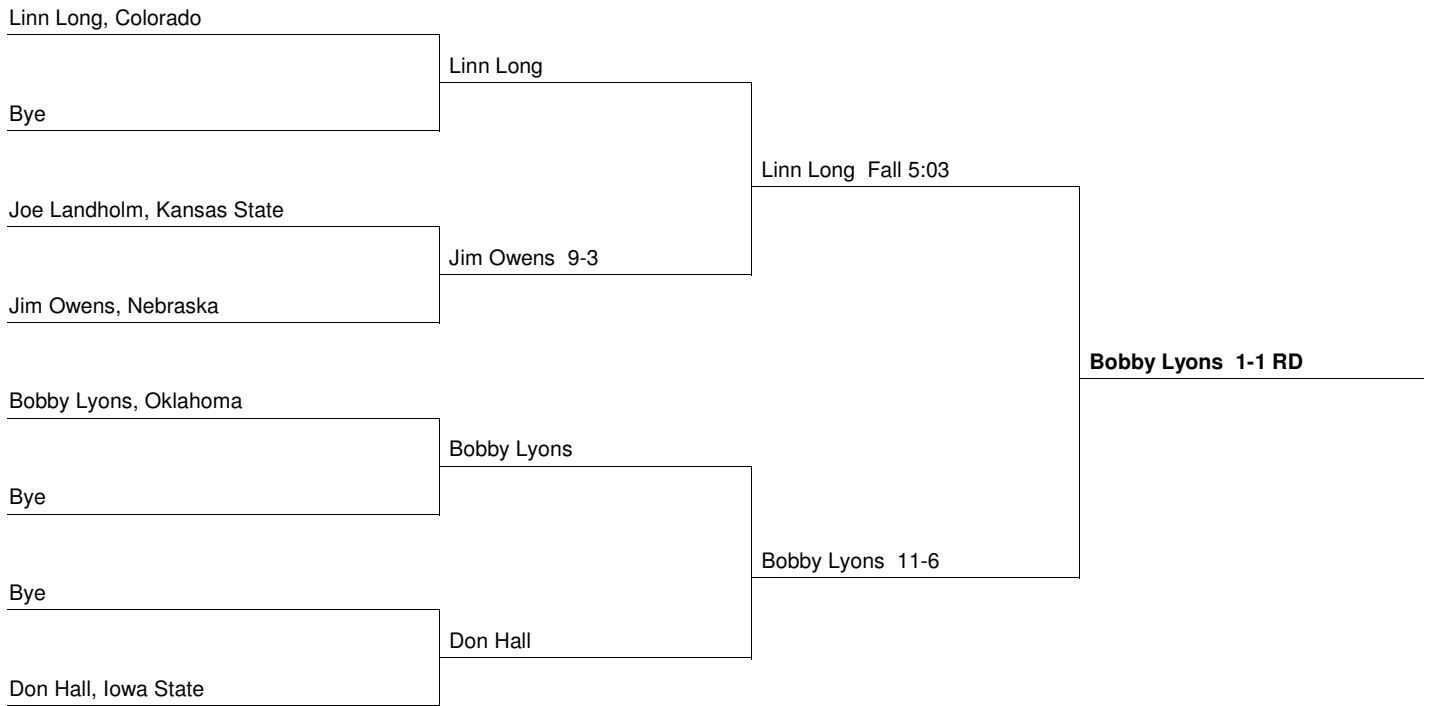 Linn Long, Colorado
Linn Long
Bye
Linn Long  Fall 5:03
Joe Landholm, Kansas State
Jim Owens  9-3
Jim Owens, Nebraska
Bobby Lyons  1-1 RD
Bobby Lyons, Oklahoma
Bobby Lyons
Bye
Bobby Lyons  11-6
Bye
Don Hall
Don Hall, Iowa State